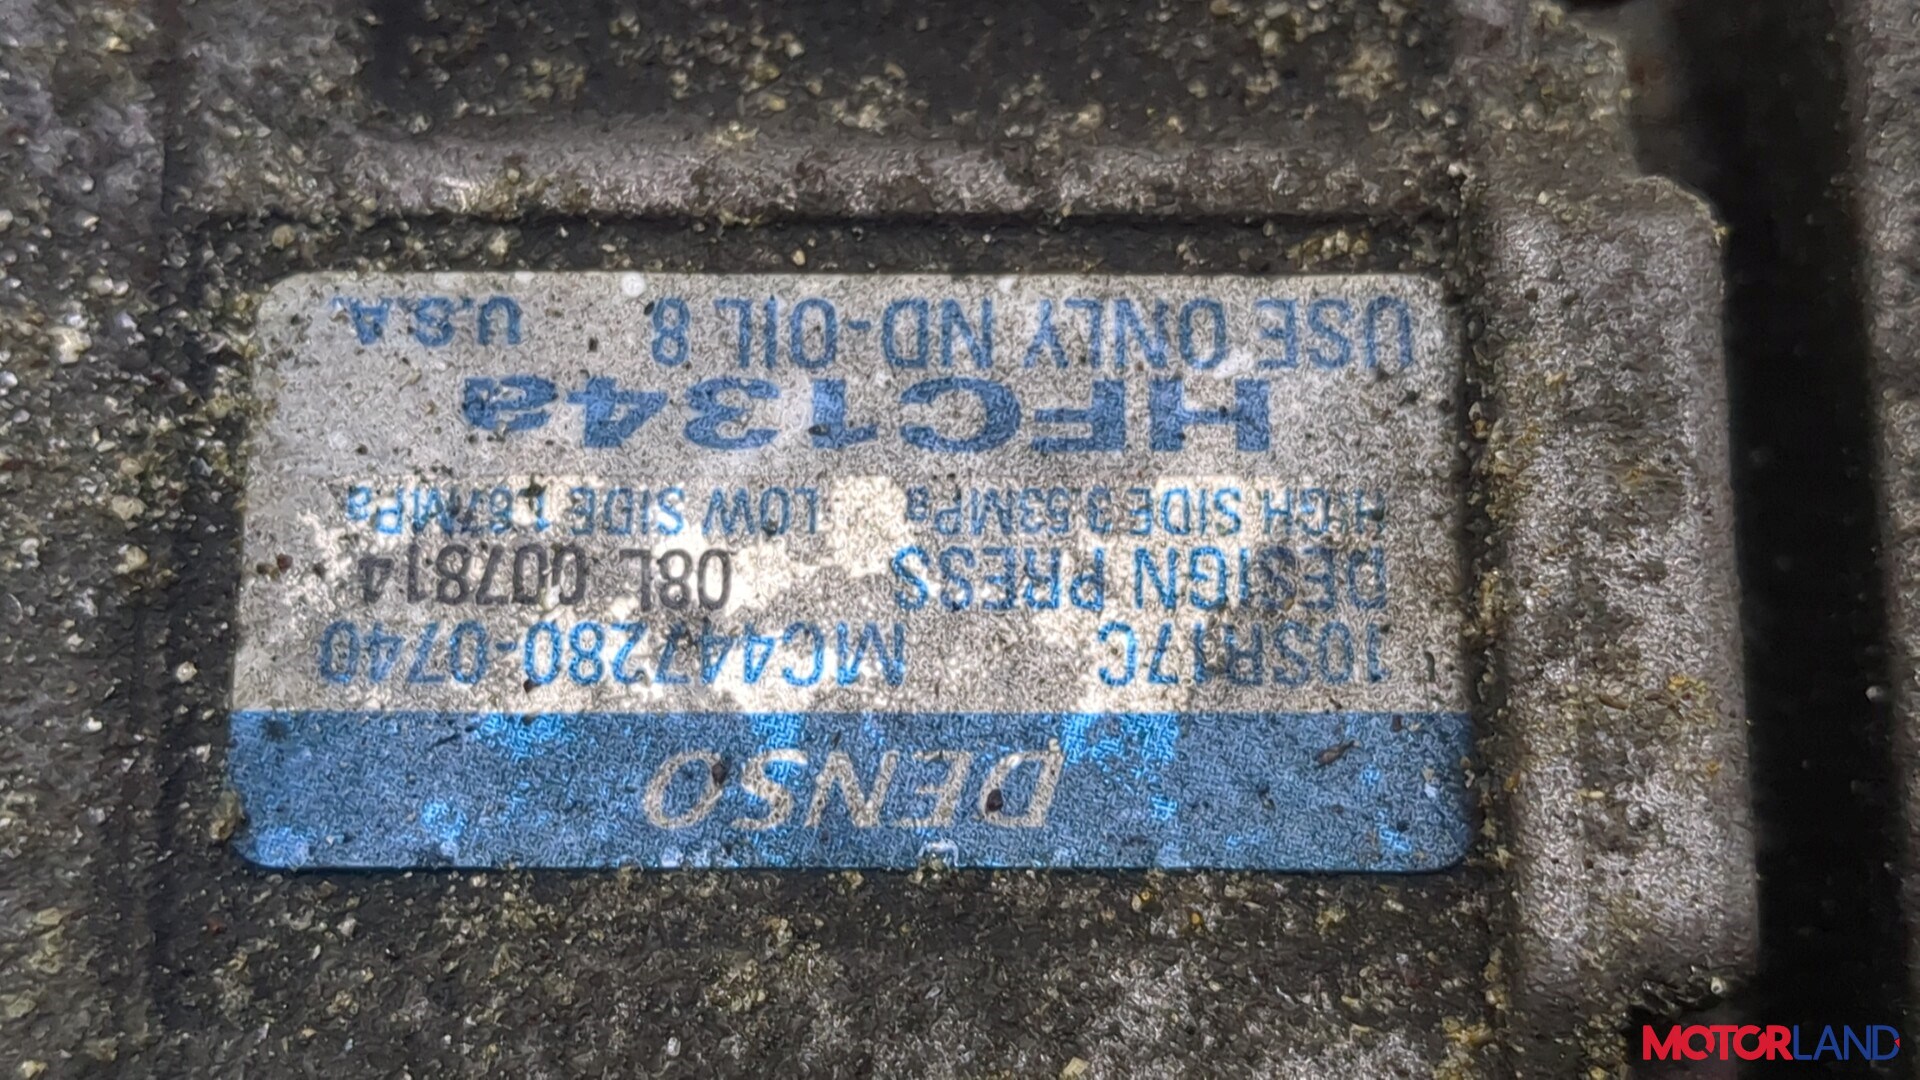 DENSO
10SR17C MC447280-0740
DESIGN PRESS 08L 007814
HIGH SIDE 3.53MPa LOW SIDE 1.67MPa
HFC134a
USE ONLY ND-OIL 8 U.S.A.
MOTORLAND